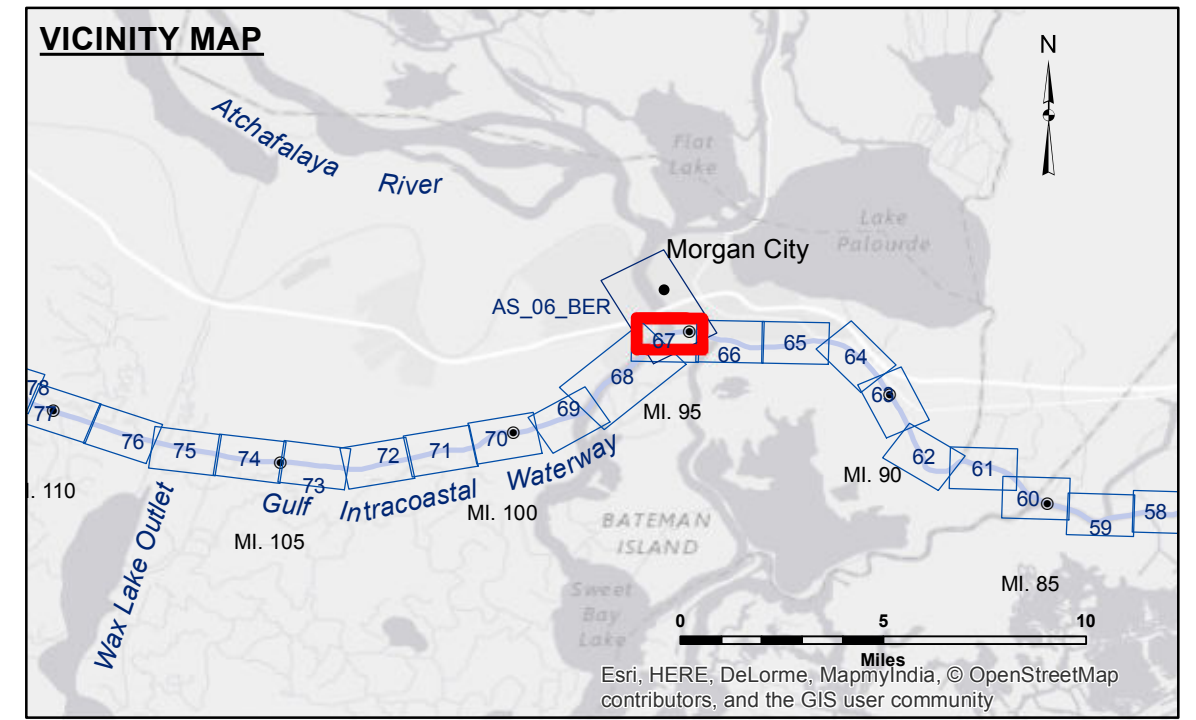 VICINITY MAP
N
Atchafalaya
River
Flat
Lake
Lake
Palourde
Morgan City
AS_06_BER
67
66
65
64
68
69
62
61
60
59
58
78
77
76
75
74
73
72
71
70
MI. 95
MI. 90
MI. 85
MI. 100
MI. 105
I. 110
Gulf Intracoastal Waterway
Wax Lake Outlet
BATEMAN
ISLAND
Sweet
Bay
Lake
0 5 10
Miles
Esri, HERE, DeLorme, MapmyIndia, © OpenStreetMap
contributors, and the GIS user community